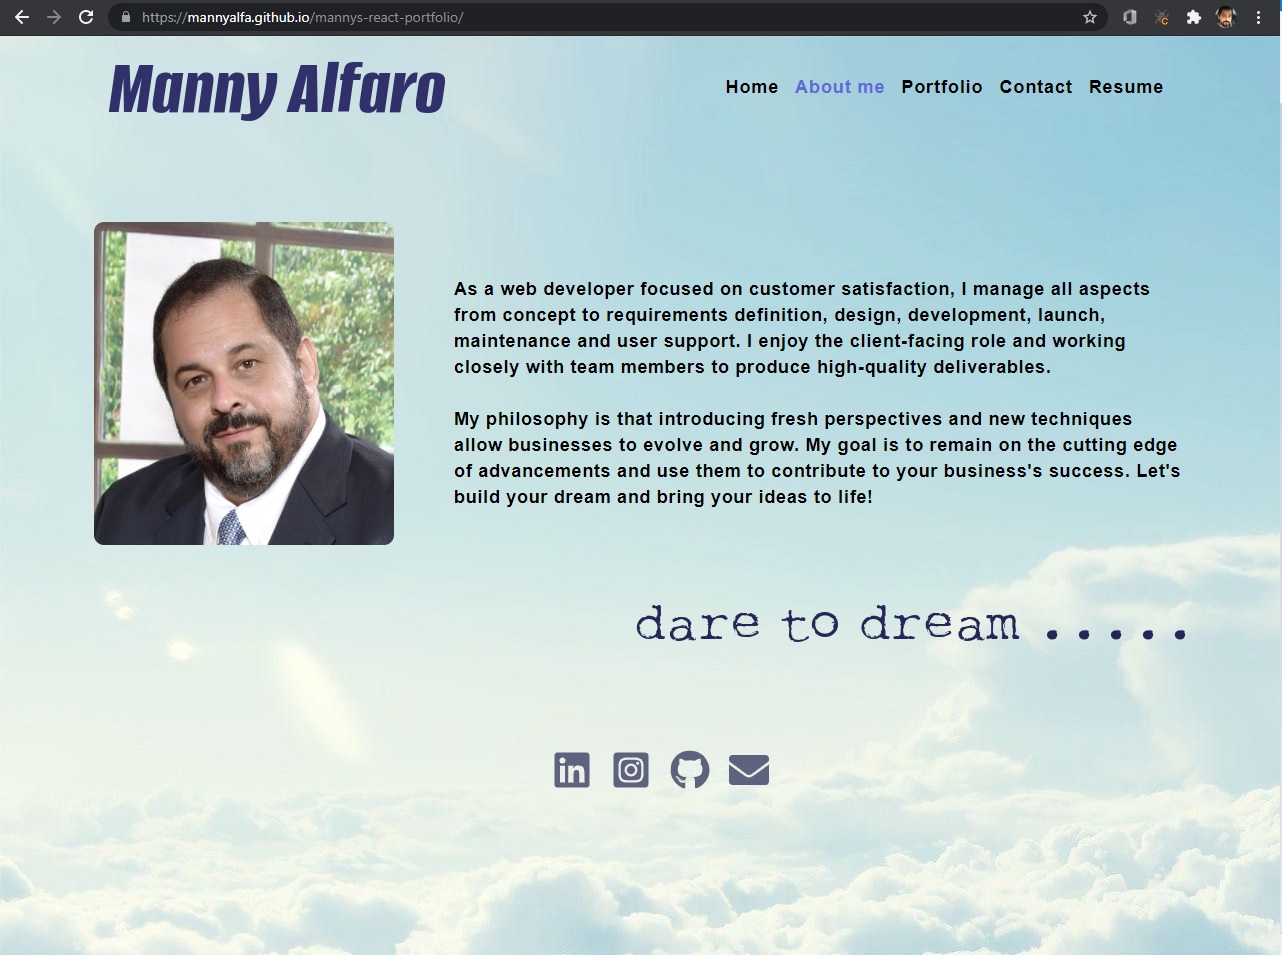 https://mannyalfa.github.io/mannys-react-portfolio/
Manny Alfaro
Home About me Portfolio Contact Resume
As a web developer focused on customer satisfaction, I manage all aspects
from concept to requirements definition, design, development, launch,
maintenance and user support. I enjoy the client-facing role and working
closely with team members to produce high-quality deliverables.
My philosophy is that introducing fresh perspectives and new techniques
allow businesses to evolve and grow. My goal is to remain on the cutting edge
of advancements and use them to contribute to your business's success. Let's
build your dream and bring your ideas to life!
dare to dream .....
in